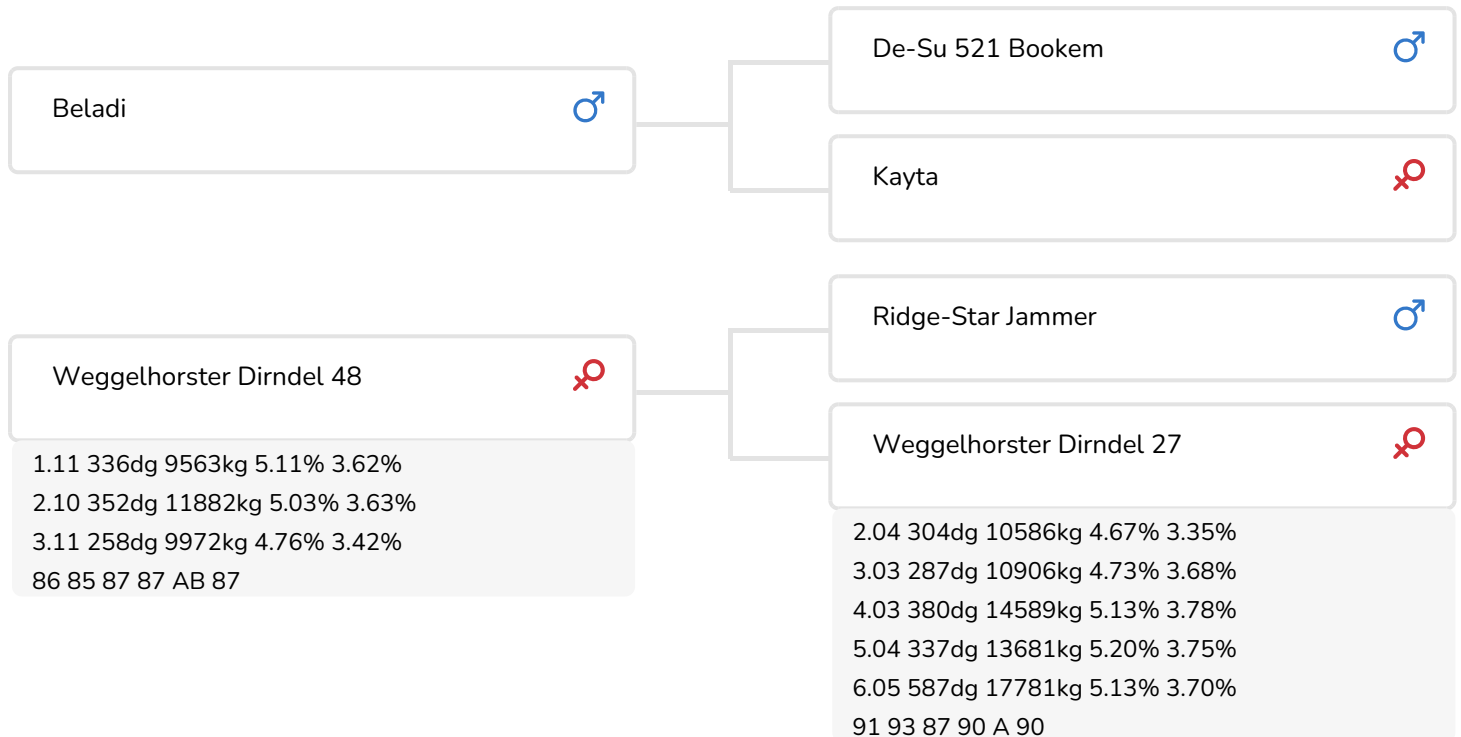 Beladi
Weggelhorster Dirndel 48
1.11 336dg 9563kg 5.11% 3.62%
2.10 352dg 11882kg 5.03% 3.63%
3.11 258dg 9972kg 4.76% 3.42%
86 85 87 87 AB 87
De-Su 521 Bookem
Kayta
Ridge-Star Jammer
Weggelhorster Dirndel 27
2.04 304dg 10586kg 4.67% 3.35%
3.03 287dg 10906kg 4.73% 3.68%
4.03 380dg 14589kg 5.13% 3.78%
5.04 337dg 13681kg 5.20% 3.75%
6.05 587dg 17781kg 5.13% 3.70%
91 93 87 90 A 90